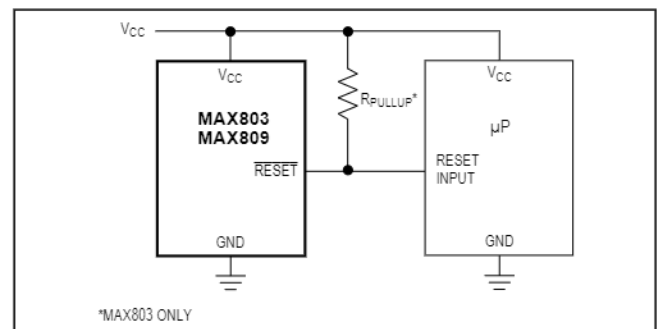 VCC
VCC
MAX803
MAX809
RESET
GND
RPULLUP*
VCC
µP
RESET
INPUT
GND
*MAX803 ONLY